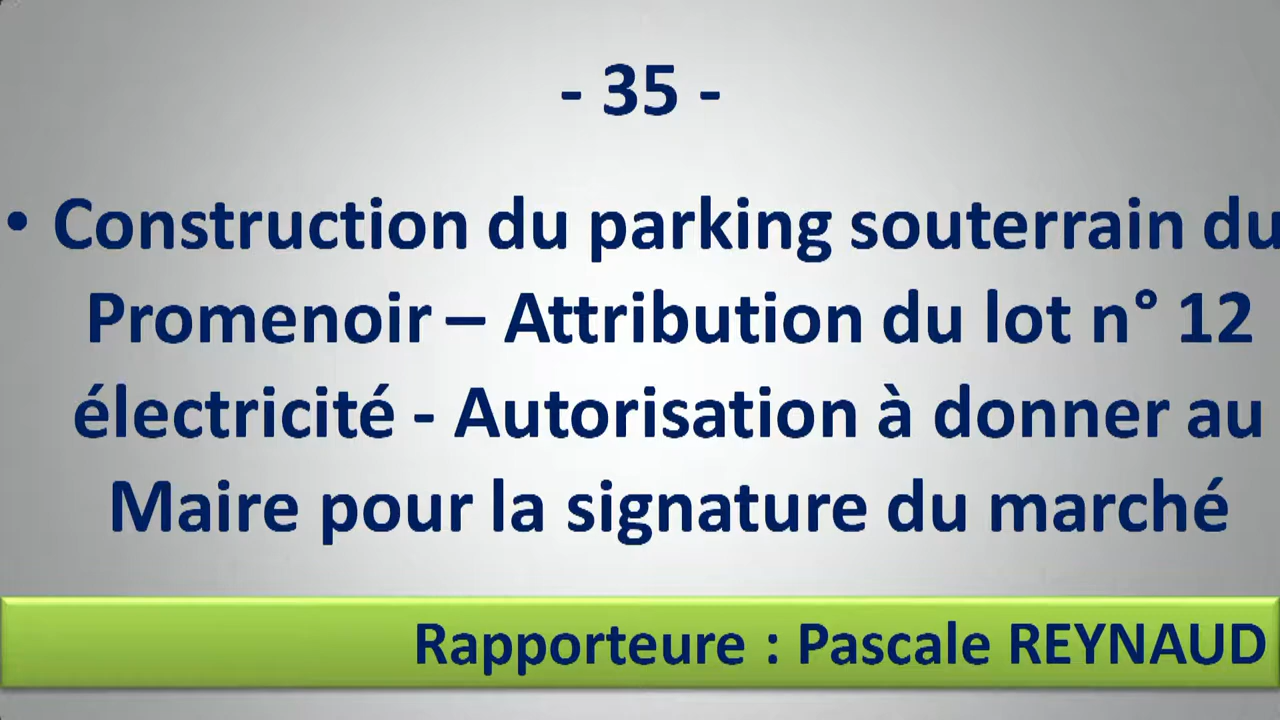 - 35 -
• Construction du parking souterrain du
Promenoir – Attribution du lot n° 12
électricité - Autorisation à donner au
Maire pour la signature du marché
Rapporteure : Pascale REYNAUD